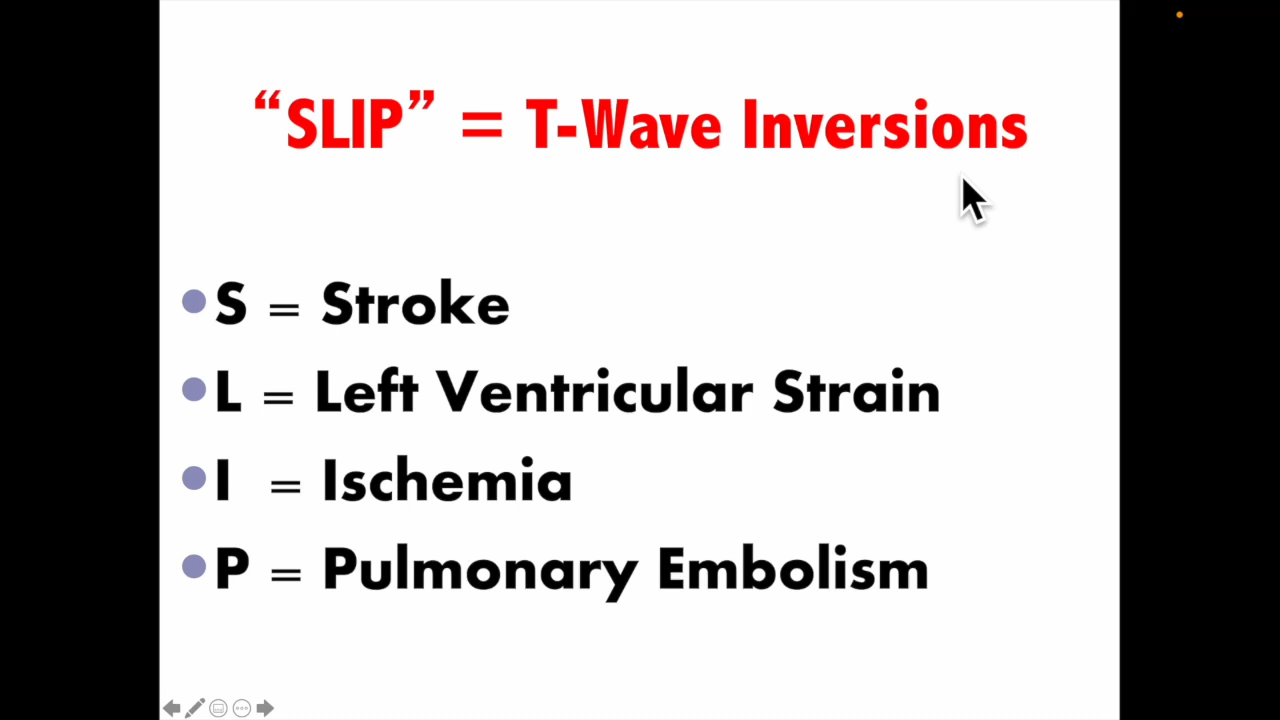 “SLIP” = T-Wave Inversions
S = Stroke
L = Left Ventricular Strain
I = Ischemia
P = Pulmonary Embolism